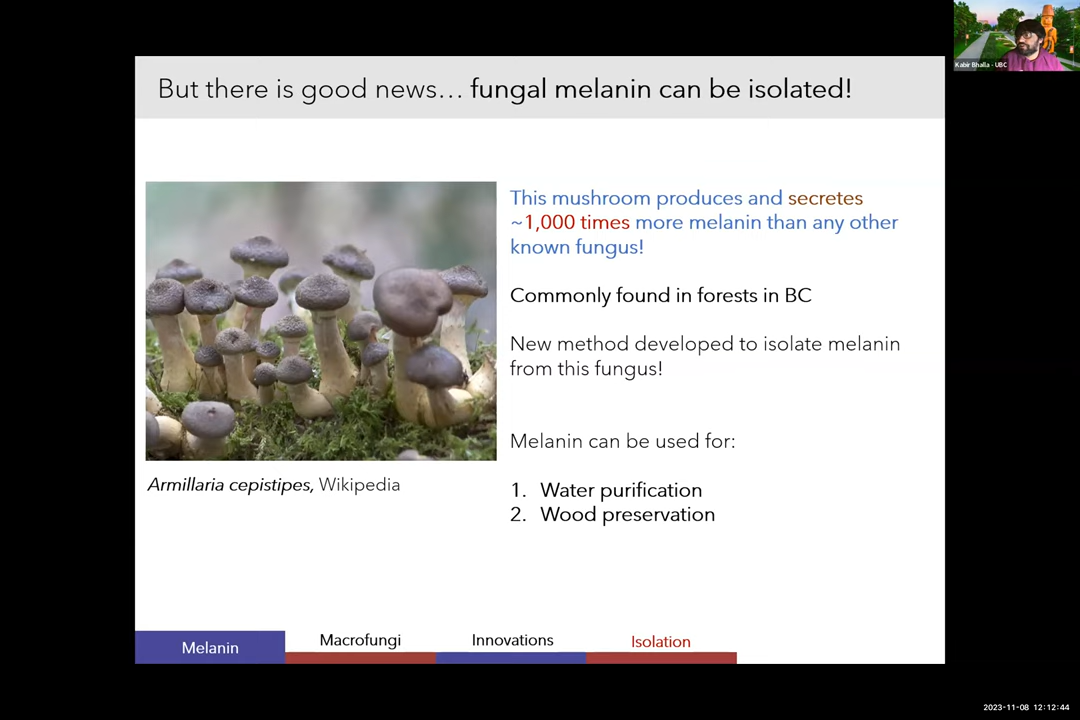 Kabir Bhalla - UBC
But there is good news… fungal melanin can be isolated!
This mushroom produces and secretes
~1,000 times more melanin than any other
known fungus!
Commonly found in forests in BC
New method developed to isolate melanin
from this fungus!
Melanin can be used for:
1. Water purification
2. Wood preservation
Armillaria cepistipes, Wikipedia
Melanin
Macrofungi
Innovations
Isolation
2023-11-08 12:12:44